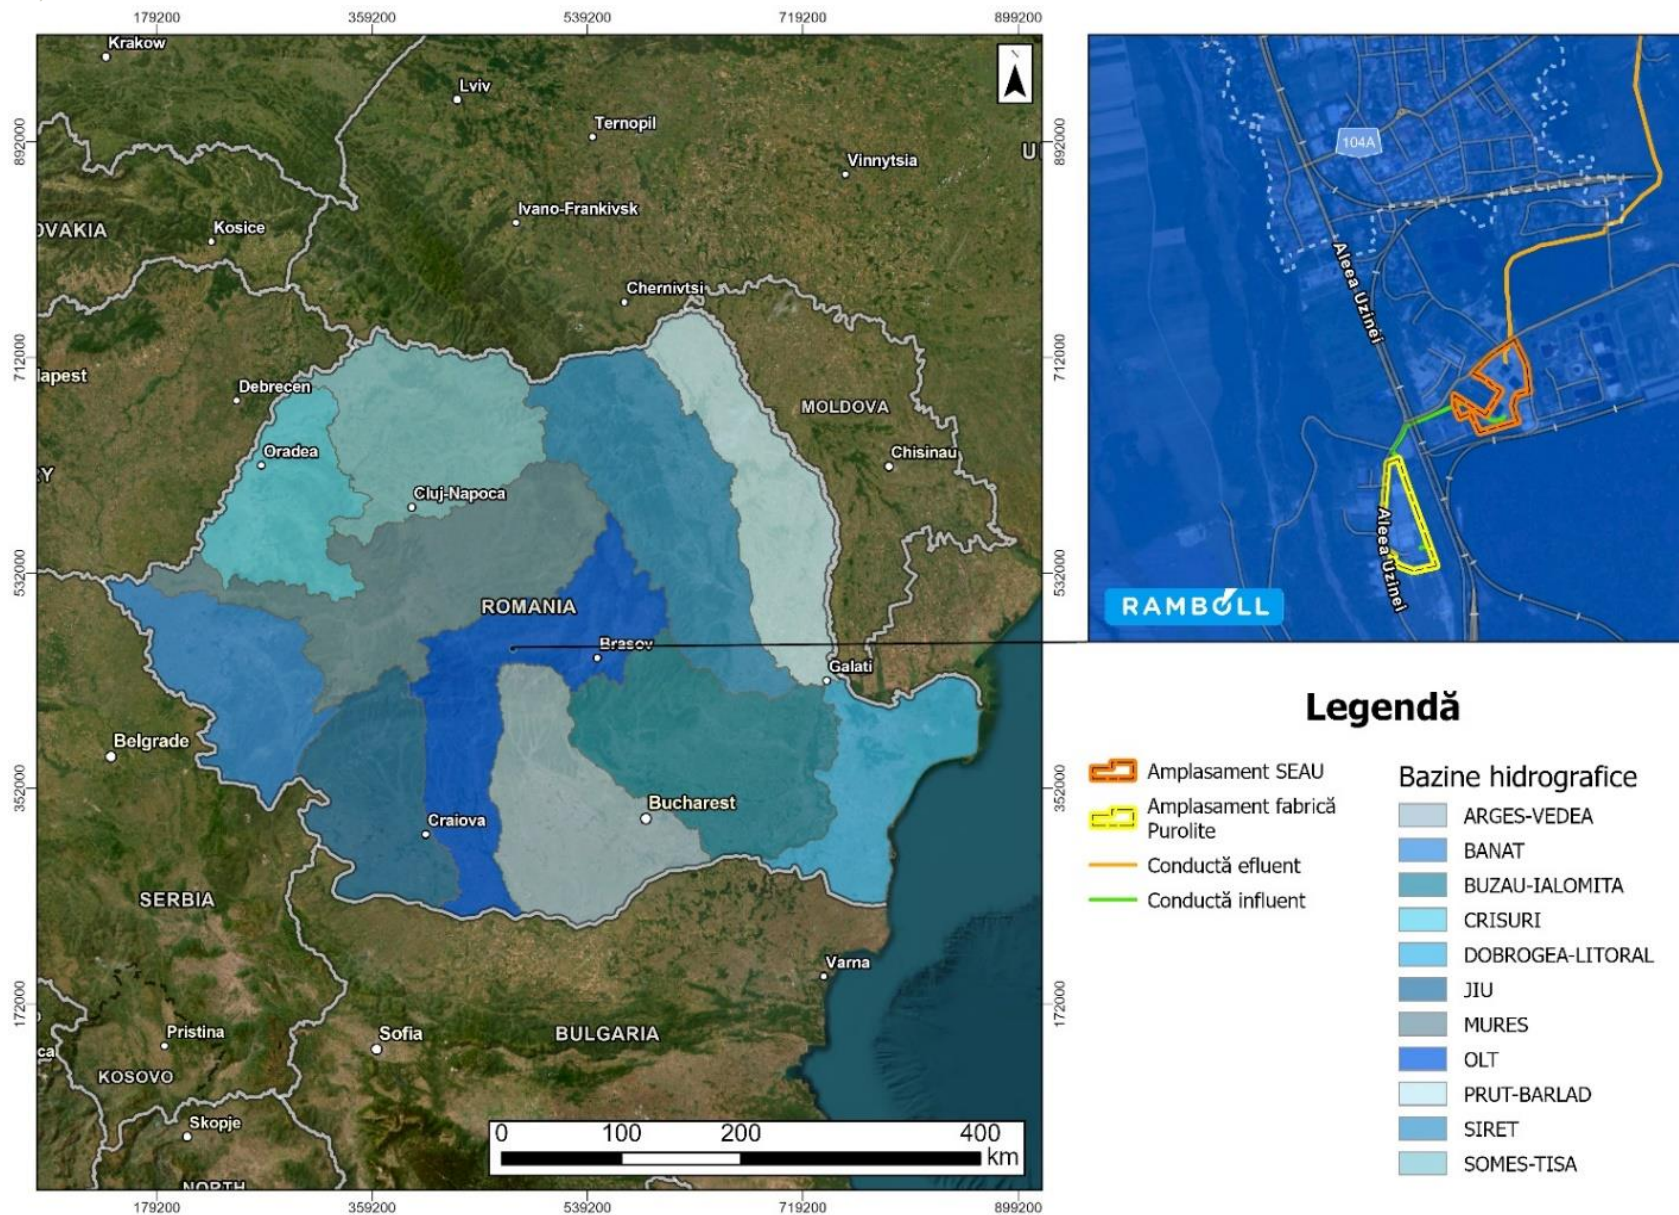 179200
359200
539200
719200
899200
Krakow
N
Lviv
892000
Ternopil
892000
Vinnytsia
U
Ivano-Frankivsk
OVAKIA
Kosice
Chernivtsi
712000
712000
lapest
Debrecen
MOLDOVA
Oradea
Chisinau
RY
Cluj-Napoca
532000
532000
ROMANIA
Brasov
Galati
Belgrade
352000
352000
Bucharest
Craiova
SERBIA
Varna
172000
172000
Pristina
Sofia
BULGARIA
ca
KOSOVO
Skopje
0
100
200
400
km
NORTH
179200
359200
539200
719200
899200
104A
Aleea Uzinei
Aleea Uzinei
RAMBOLL
Legendă
Amplasament SEAU
Amplasament fabrică
Purolite
Conductă efluent
Conductă influent
Bazine hidrografice
ARGES-VEDEA
BANAT
BUZAU-IALOMITA
CRISURI
DOBROGEA-LITORAL
JIU
MURES
OLT
PRUT-BARLAD
SIRET
SOMES-TISA